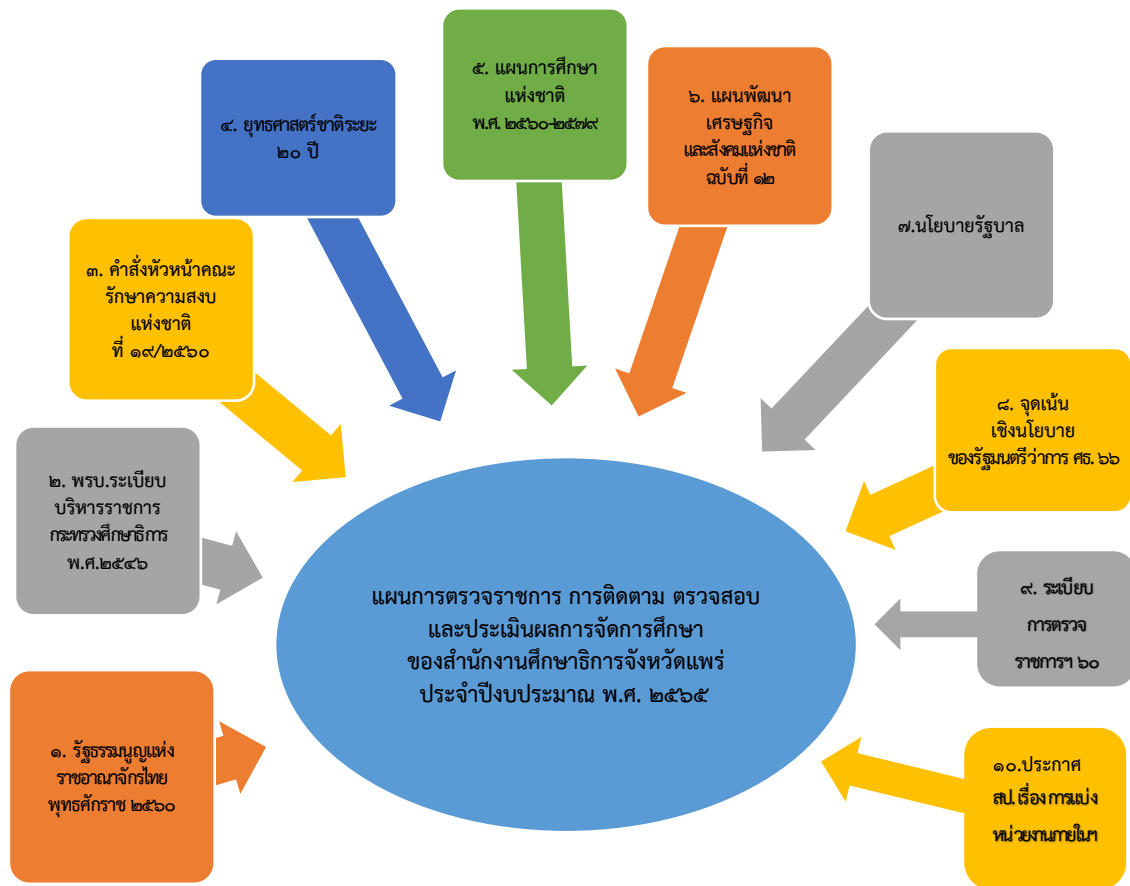 ๑. รัฐธรรมนูญแห่ง
ราชอาณาจักรไทย
พุทธศักราช ๒๕๖๐
๒. พรบ.ระเบียบ
บริหารราชการ
กระทรวงศึกษาธิการ
พ.ศ.๒๕๔๖
๓. คำสั่งหัวหน้าคณะ
รักษาความสงบ
แห่งชาติ
ที่ ๑๙/๒๕๖๐
๔. ยุทธศาสตร์ชาติระยะ
๒๐ ปี
๕. แผนการศึกษา
แห่งชาติ
พ.ศ. ๒๕๖๐-๒๕๗๙
๖. แผนพัฒนา
เศรษฐกิจ
และสังคมแห่งชาติ
ฉบับที่ ๑๒
๗.นโยบายรัฐบาล
๘. จุดเน้น
เชิงนโยบาย
ของรัฐมนตรีว่าการ ศธ. ๖๖
๙. ระเบียบ
การตรวจ
ราชการฯ ๖๐
๑๐.ประกาศ
สป. เรื่อง การแบ่ง
หน่วยงานภายในฯ
แผนการตรวจราชการ การติดตาม ตรวจสอบ
และประเมินผลการจัดการศึกษา
ของสำนักงานศึกษาธิการจังหวัดแพร่
ประจำปีงบประมาณ พ.ศ. ๒๕๖๕